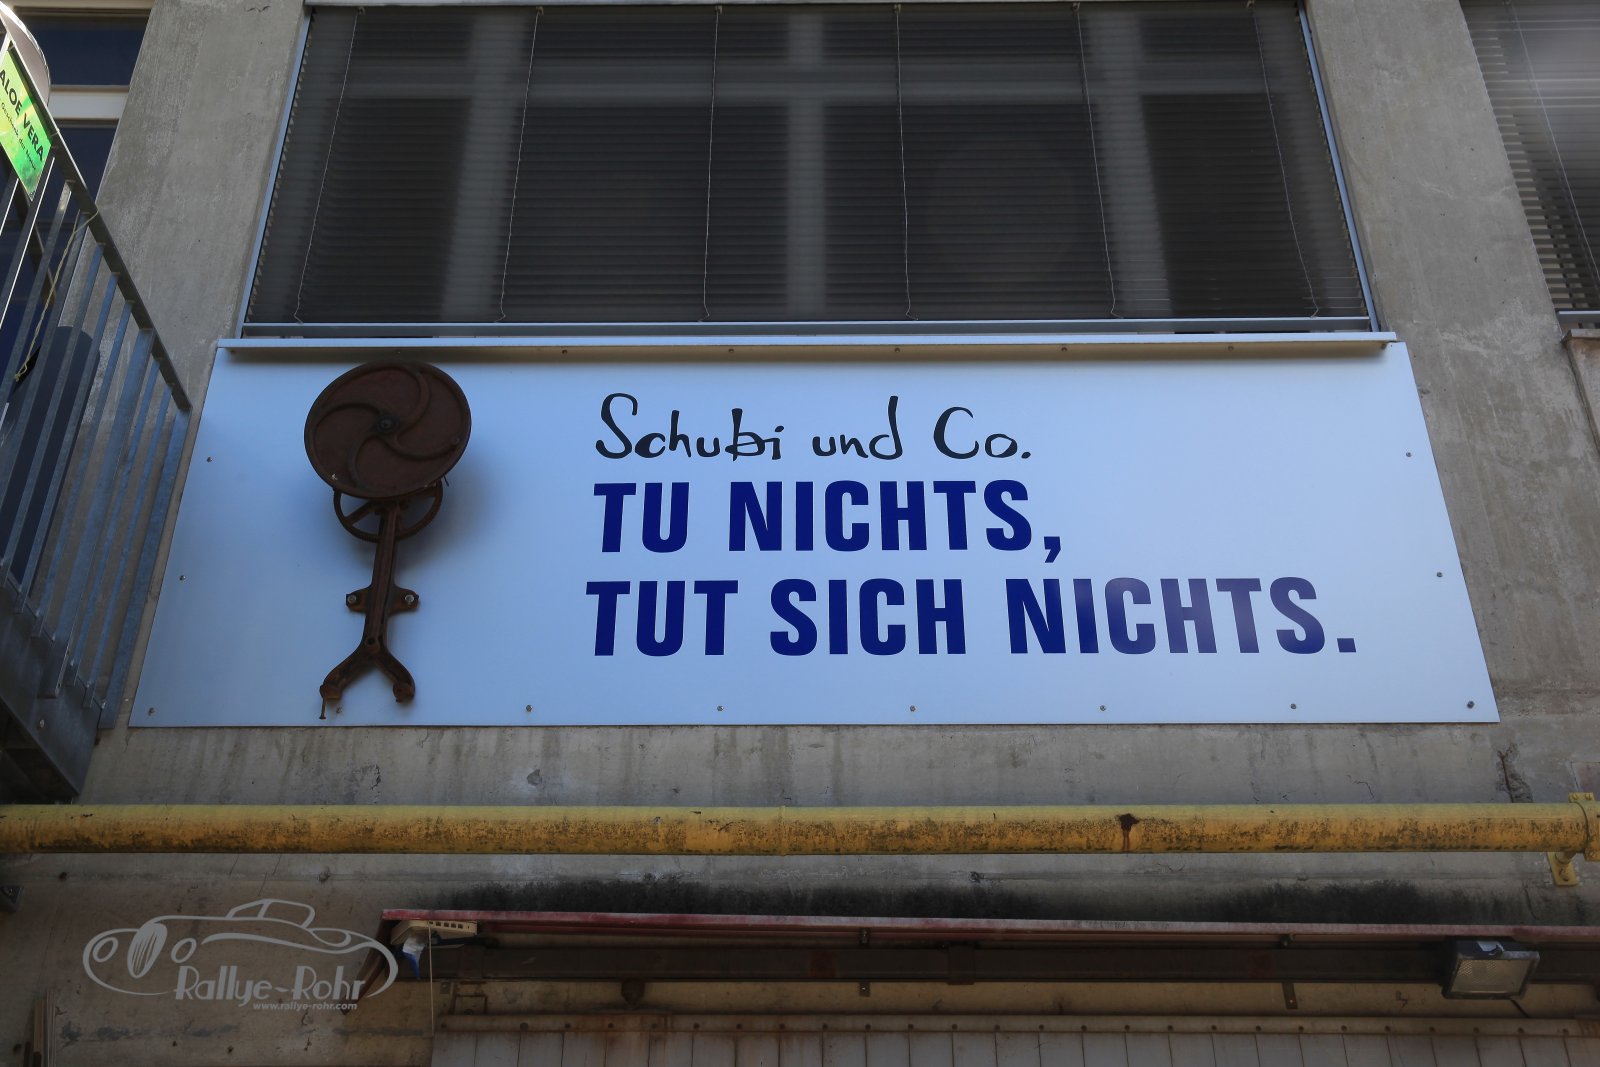 ALOE VERA
Schubi und Co.
TU NICHTS,
TUT SICH NICHTS.
Rallye-Rohr
www.rallye-rohr.com